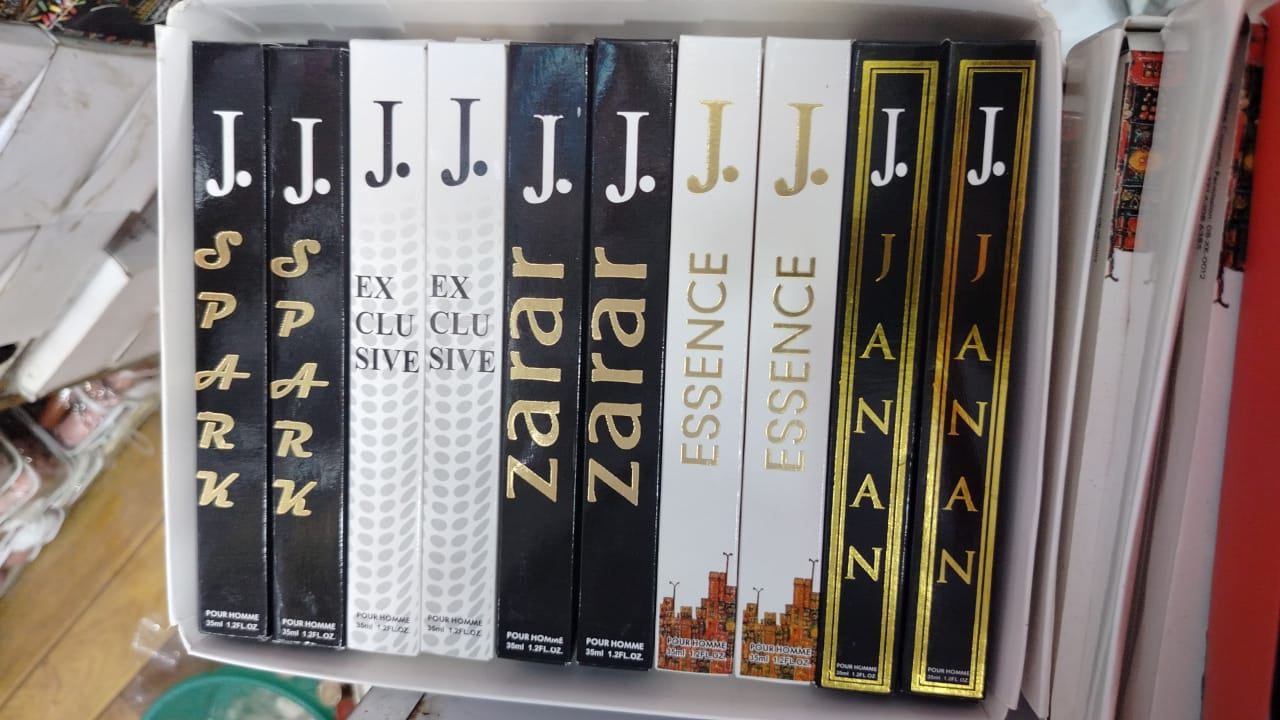 J.
SPARK
POUR HOMME
35ml 1.2FL.OZ.
J.
SPARK
POUR HOMME
35ml 1.2FL.OZ.
J.
EX
CLU
SIVE
POUR HOMME
35ml 1.2FL.OZ.
J.
EX
CLU
SIVE
POUR HOMME
35ml 1.2FL.OZ.
J.
zarar
POUR HOMmE
35ml 1.2FL.OZ.
J.
zarar
POUR HOMME
35ml 1.2FL.OZ.
J.
ESSENCE
POUR HOMME
35ml 1.2FL.OZ.
J.
ESSENCE
POUR HOMME
35ml 1.2FL.OZ.
J.
JANAN
POUR HOMME
35ml 1.2FL.OZ
J.
JANAN
POUR HOMME
35ml 1.2FL.OZ